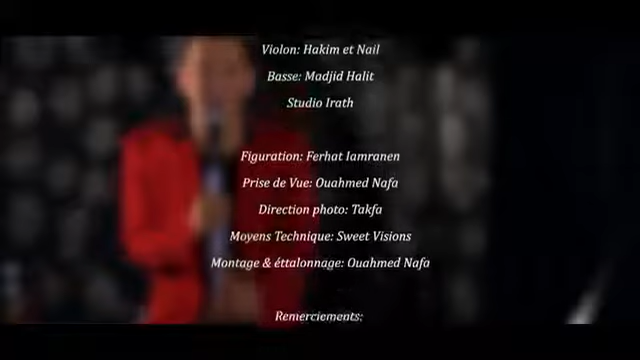 Violon: Hakim et Nail
Basse: Madjid Halit
Studio Irath
Figuration: Ferhat Iamranen
Prise de Vue: Ouahmed Nafa
Direction photo: Takfa
Moyens Technique: Sweet Visions
Montage & éttalonnage: Ouahmed Nafa
Remerciements: